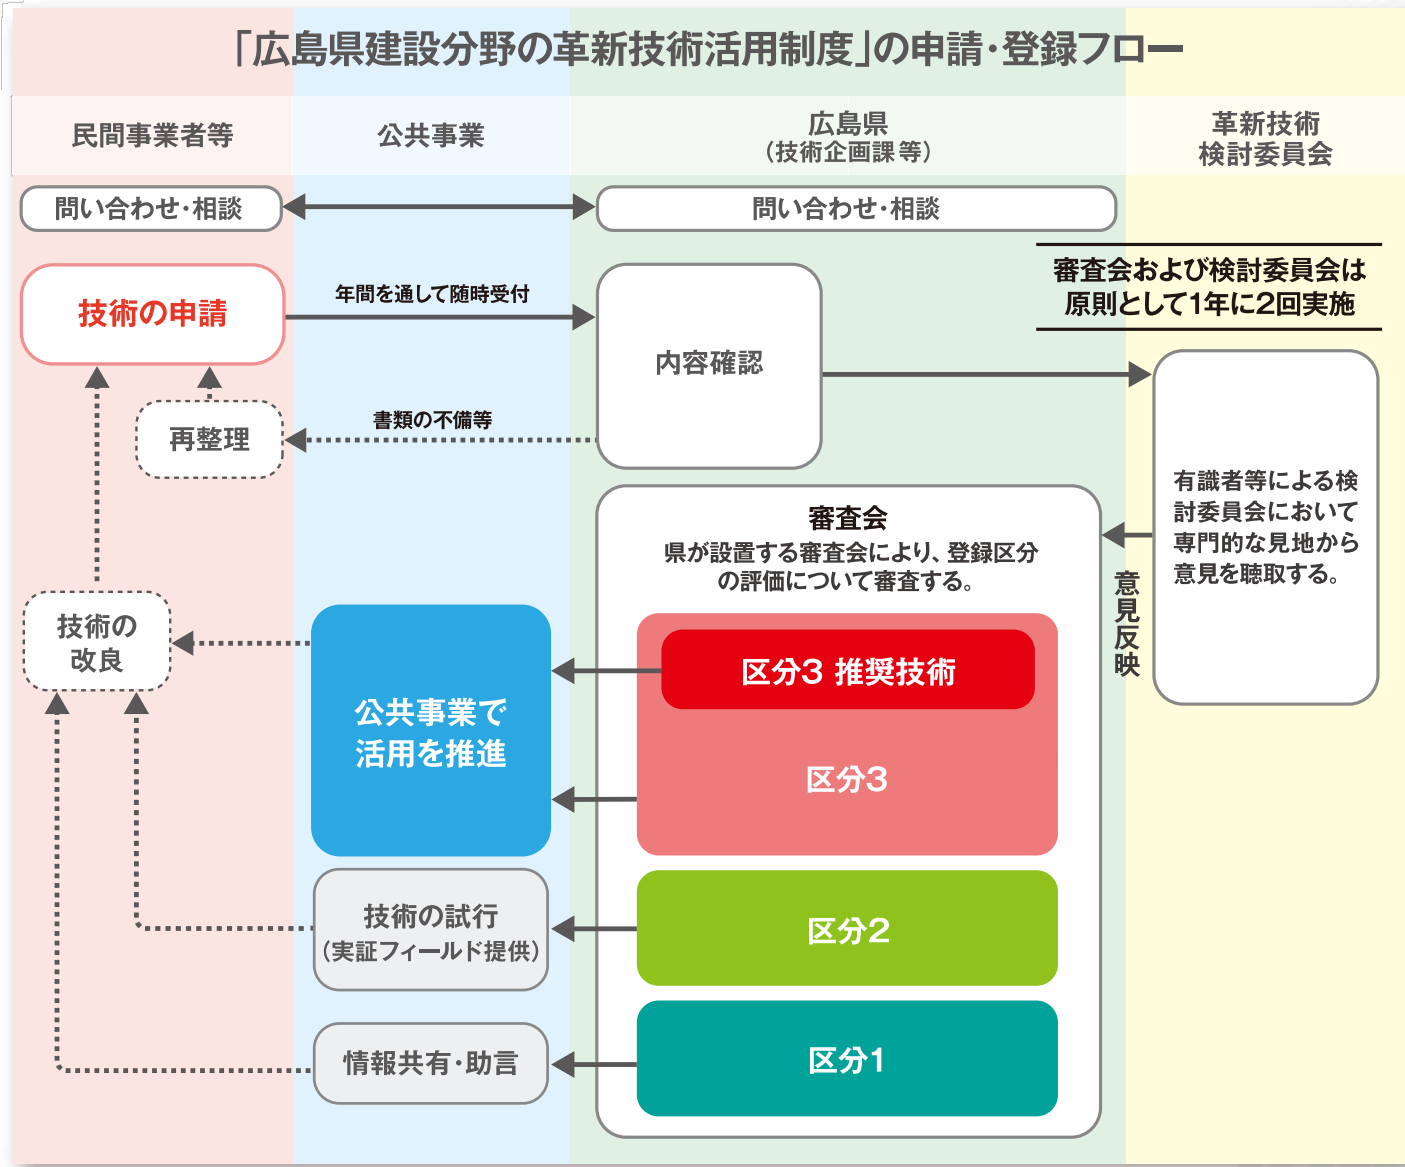 「広島県建設分野の革新技術活用制度」の申請・登録フロー
民間事業者等
公共事業
広島県
（技術企画課等）
革新技術
検討委員会
問い合わせ・相談
問い合わせ・相談
審査会および検討委員会は
原則として1年に2回実施
技術の申請
年間を通して随時受付
内容確認
書類の不備等
再整理
有識者等による検
討委員会において
専門的な見地から
意見を聴取する。
審査会
県が設置する審査会により、登録区分
の評価について審査する。
意見反映
技術の
改良
公共事業で
活用を推進
区分3 推奨技術
区分3
技術の試行
（実証フィールド提供）
区分2
情報共有・助言
区分1